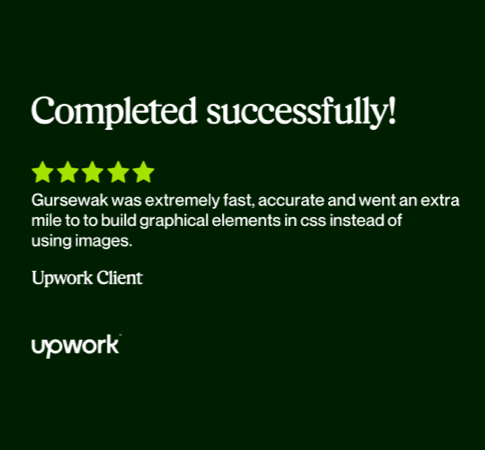 Completed successfully!
Gursewak was extremely fast, accurate and went an extra
mile to to build graphical elements in css instead of
using images.
Upwork Client
upwork™